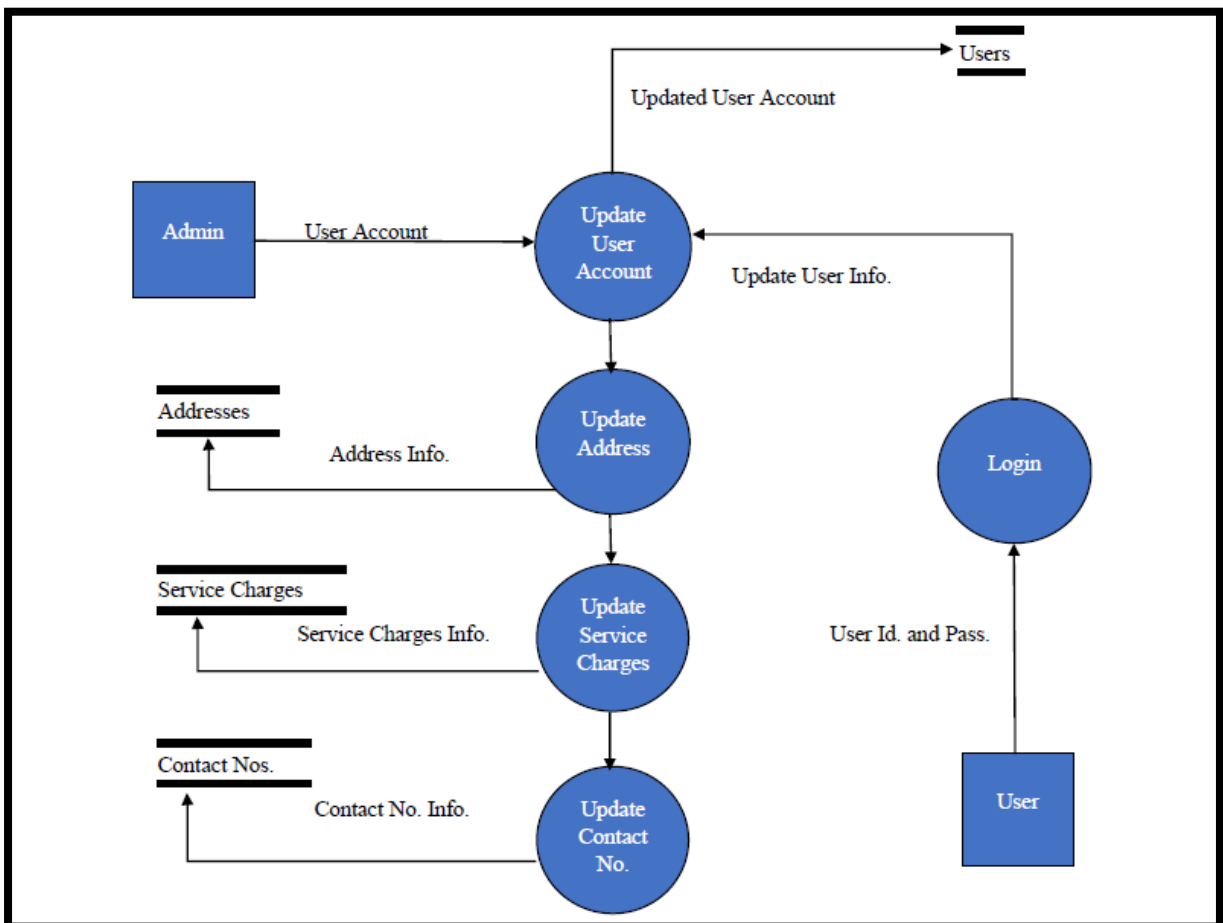 Users
Updated User Account
Admin
User Account
Update
User
Account
Update User Info.
Addresses
Address Info.
Update
Address
Login
Service Charges
Service Charges Info.
Update
Service
Charges
User Id. and Pass.
Contact Nos.
Contact No. Info.
Update
Contact
No.
User